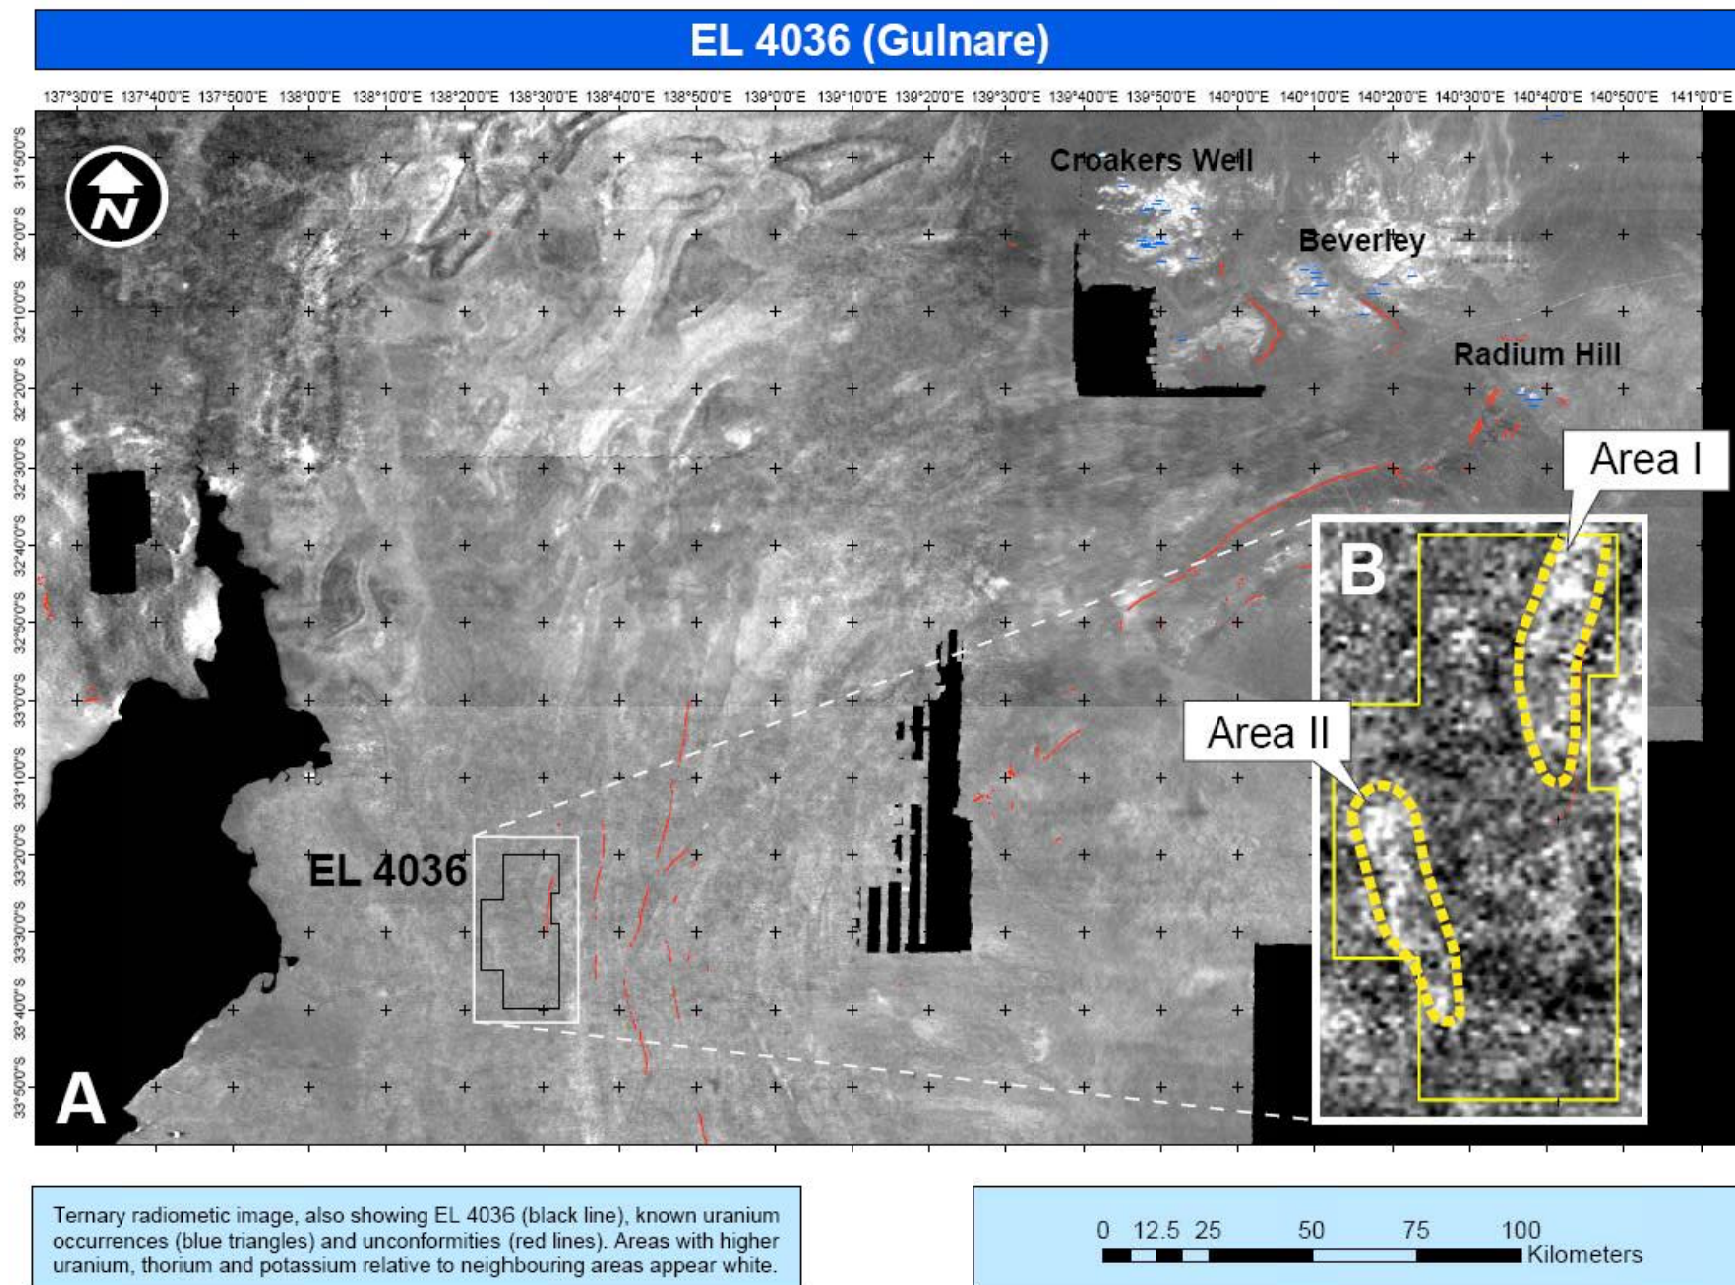 EL 4036 (Gulnare)
137°30'0"E 137°40'0"E 137°50'0"E 138°0'0"E 138°10'0"E 138°20'0"E 138°30'0"E 138°40'0"E 138°50'0"E 139°0'0"E 139°10'0"E 139°20'0"E 139°30'0"E 139°40'0"E 139°50'0"E 140°0'0"E 140°10'0"E 140°20'0"E 140°30'0"E 140°40'0"E 140°50'0"E 141°0'0"E
31°50'0"S
32°0'0"S
32°10'0"S
32°20'0"S
32°30'0"S
32°40'0"S
32°50'0"S
33°0'0"S
33°10'0"S
33°20'0"S
33°30'0"S
33°40'0"S
33°50'0"S
N
Croakers Well
Beverley
Radium Hill
Area I
B
Area II
EL 4036
A
Ternary radiometic image, also showing EL 4036 (black line), known uranium
occurrences (blue triangles) and unconformities (red lines). Areas with higher
uranium, thorium and potassium relative to neighbouring areas appear white.
0 12.5 25 50 75 100
Kilometers